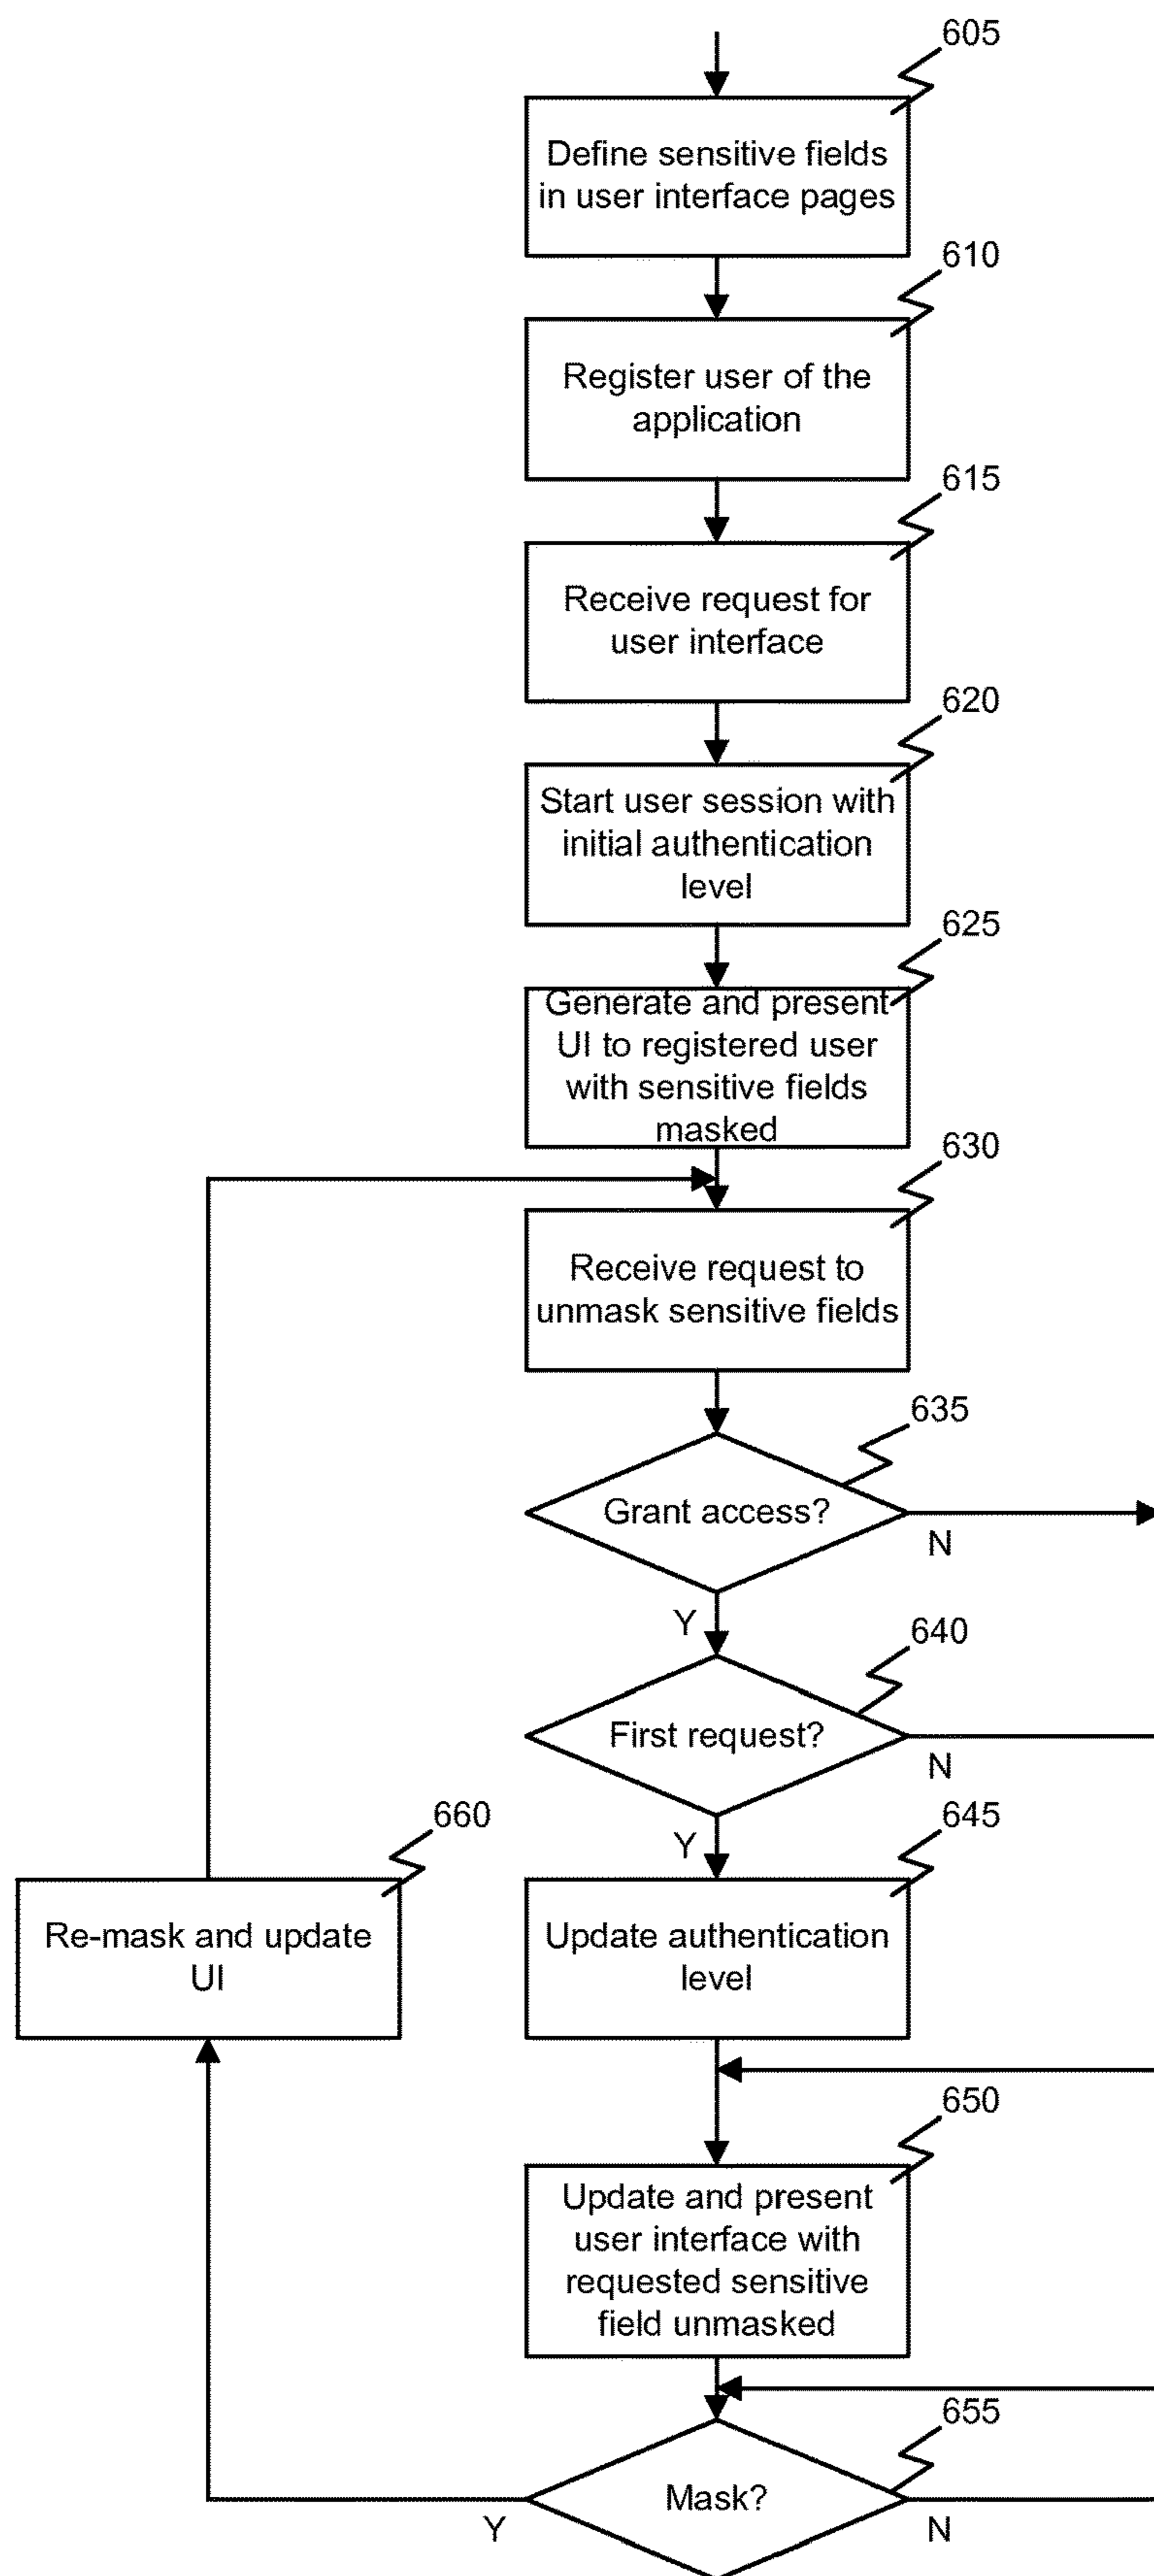 605
Define sensitive fields
in user interface pages
610
Register user of the
application
615
Receive request for
user interface
620
Start user session with
initial authentication
level
625
Generate and present
UI to registered user
with sensitive fields
masked
630
Receive request to
unmask sensitive fields
635
Grant access?
N
Y
640
First request?
N
Y
660
645
Re-mask and update
UI
Update authentication
level
650
Update and present
user interface with
requested sensitive
field unmasked
655
Mask?
Y
N